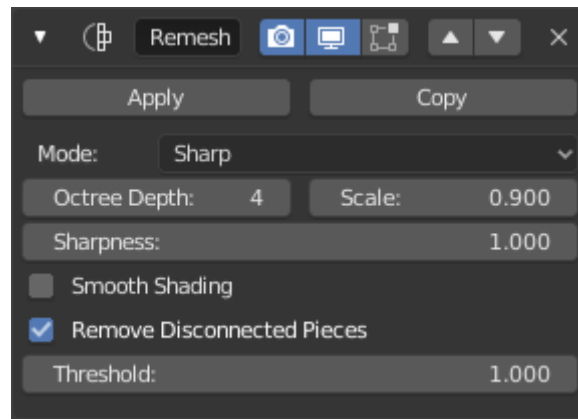 Remesh
Apply Copy
Mode: Sharp
Octree Depth: 4 Scale: 0.900
Sharpness: 1.000
Smooth Shading
Remove Disconnected Pieces
Threshold: 1.000